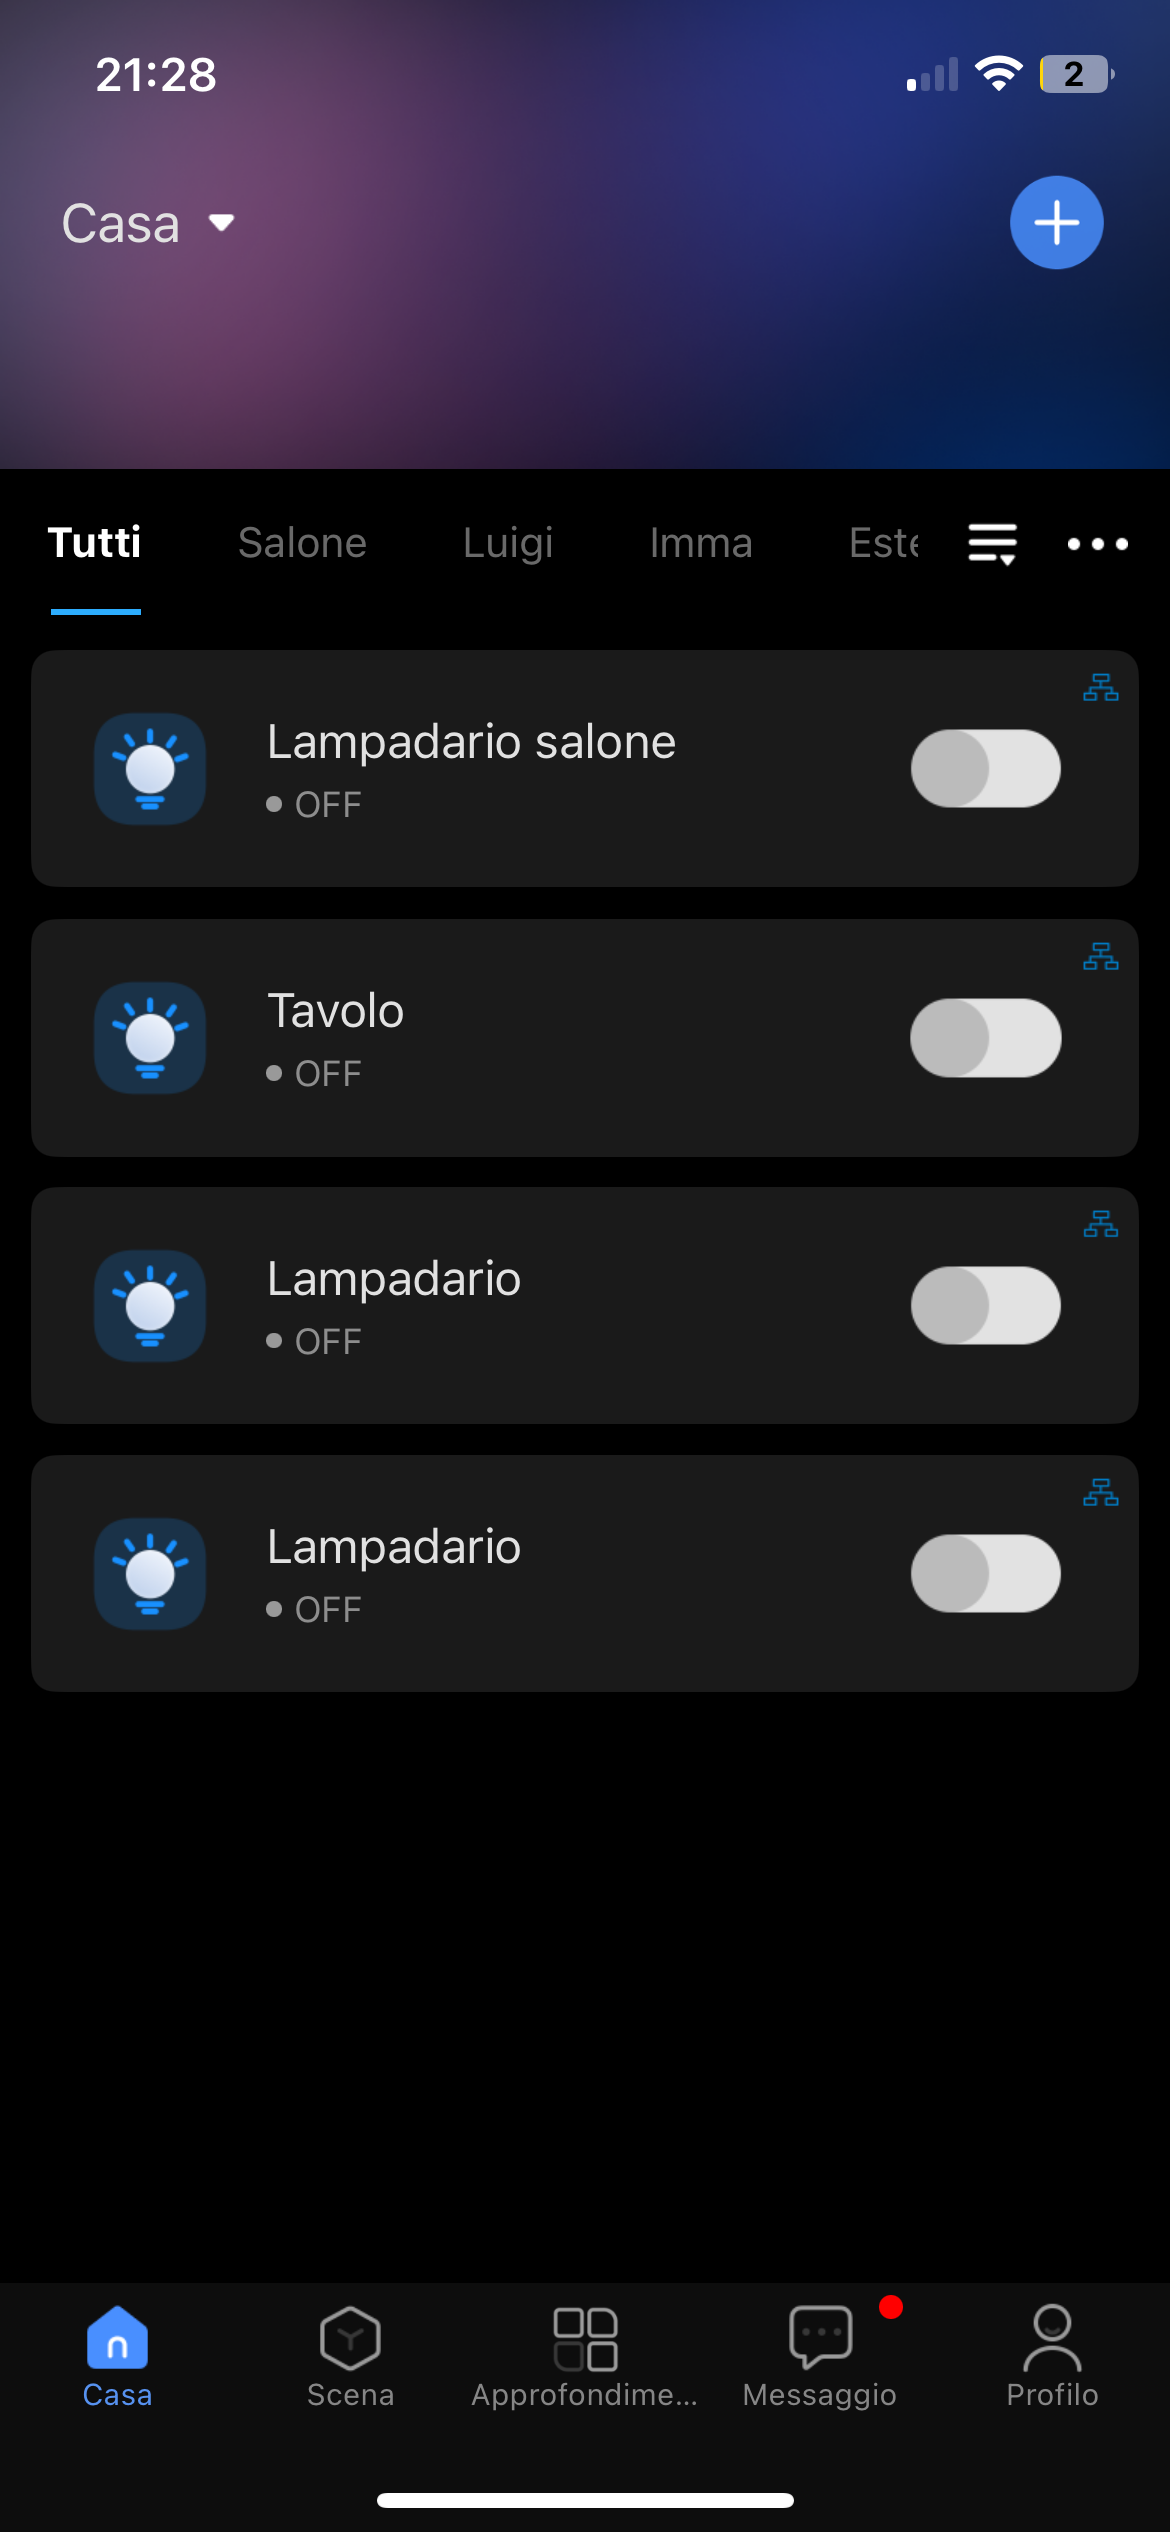 21:28
2
Casa
Tutti Salone Luigi Imma Este
Lampadario salone
OFF
Tavolo
OFF
Lampadario
OFF
Lampadario
OFF
Casa Scena Approfondime... Messaggio Profilo